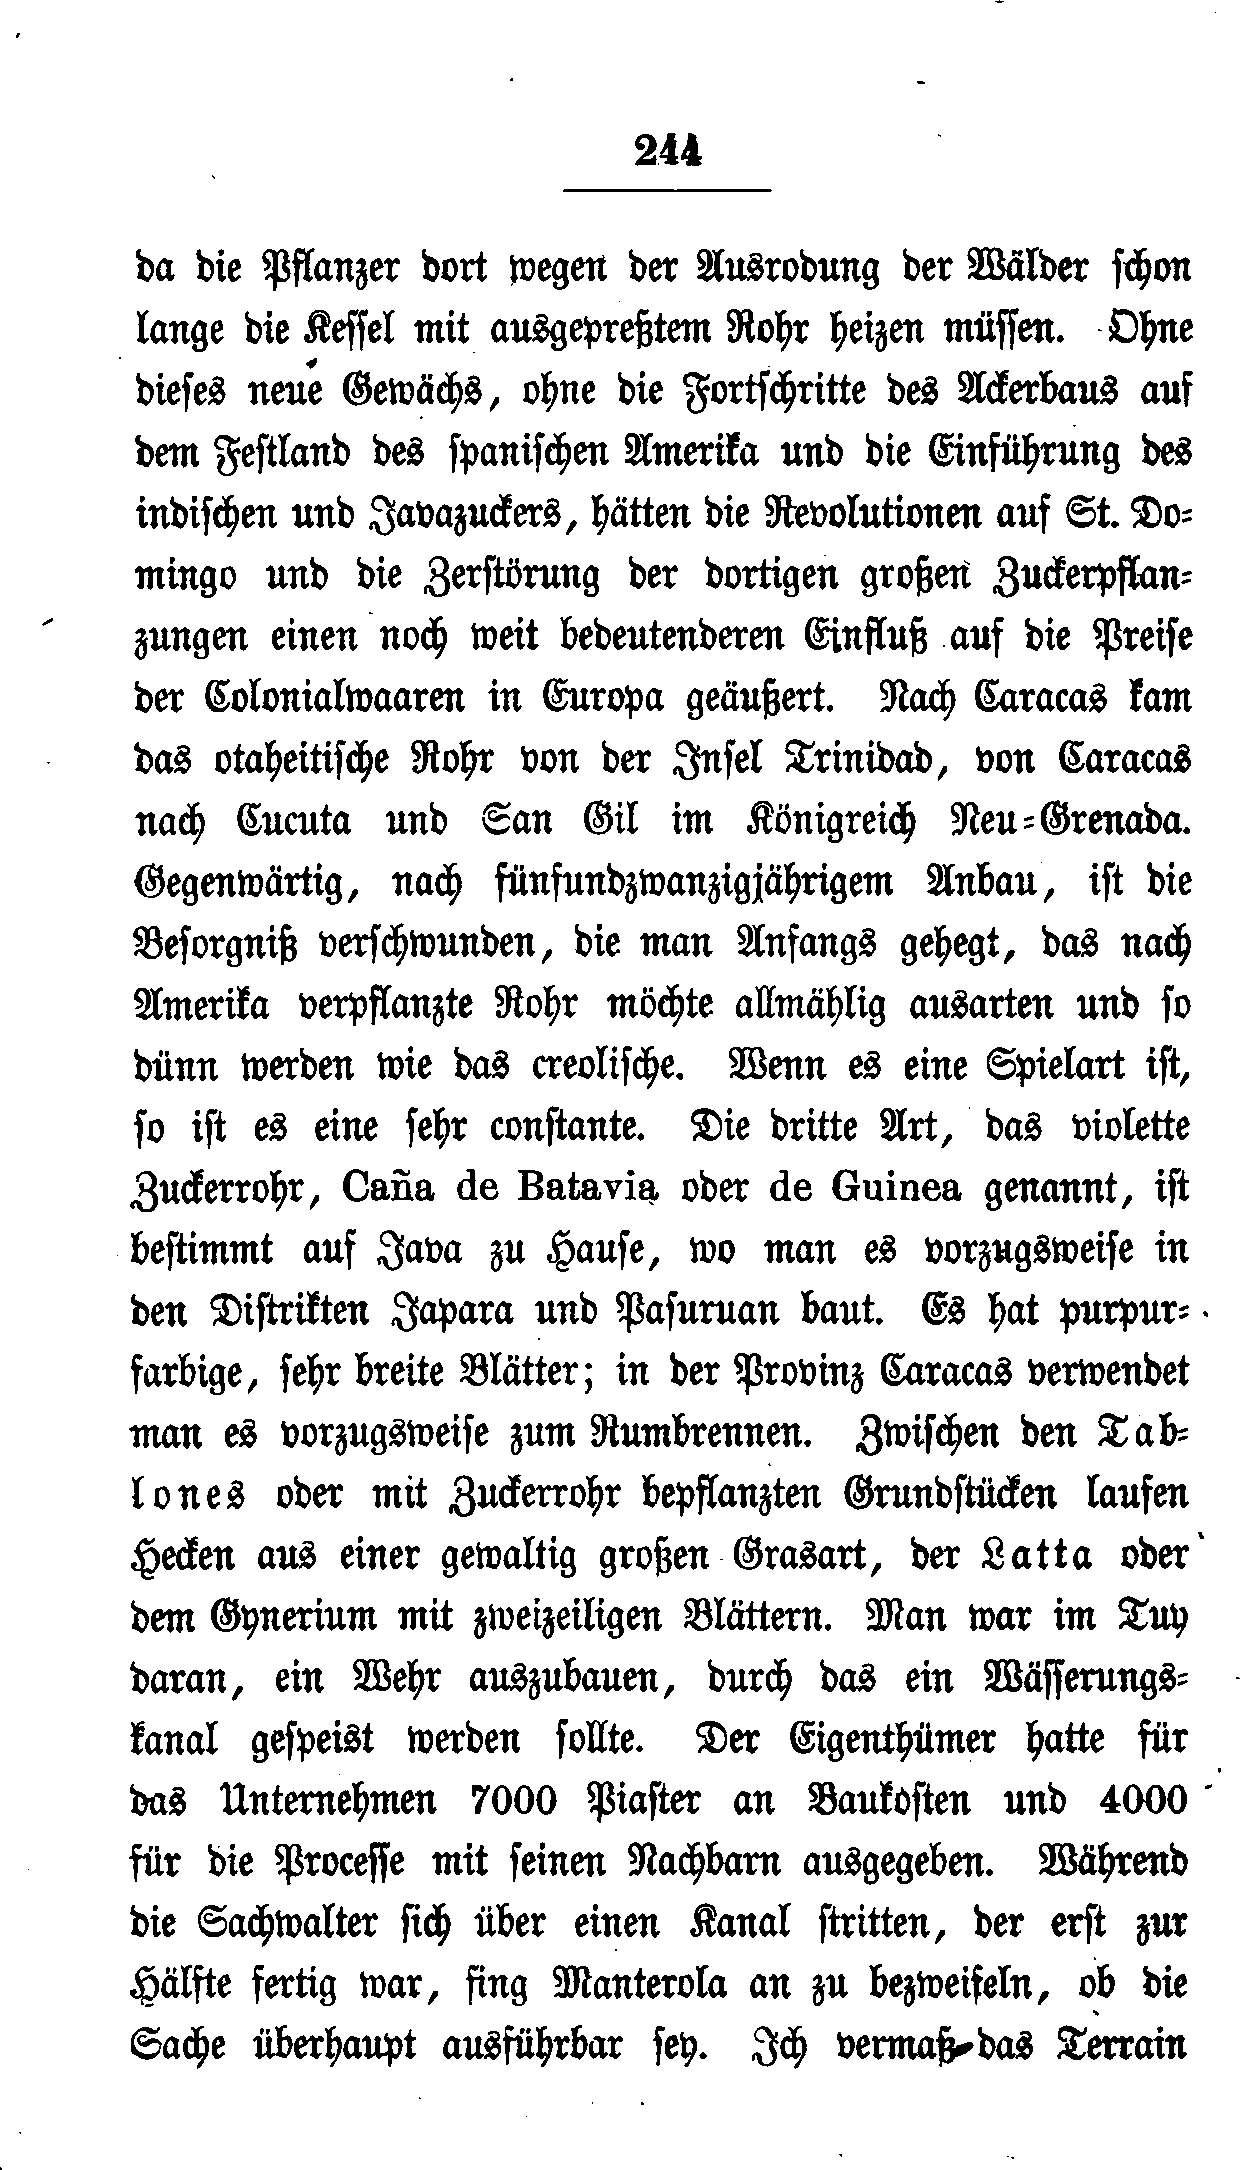 244
da die Pflanzer dort wegen der Ausrodung der Wälder schon
lange die Kessel mit ausgepreßtem Rohr heizen müssen. Ohne
dieses neue Gewächs, ohne die Fortschritte des Ackerbaus auf
dem Festland des spanischen Amerika und die Einführung des
indischen und Javazuckers, hätten die Revolutionen auf St. Do-
mingo und die Zerstörung der dortigen großen Zuckerpflan-
zungen einen noch weit bedeutenderen Einfluß auf die Preise
der Colonialwaaren in Europa geäußert. Nach Caracas kam
das otaheitische Rohr von der Insel Trinidad, von Caracas
nach Cucuta und San Gil im Königreich Neu-Grenada.
Gegenwärtig, nach fünfundzwanzigjährigem Anbau, ist die
Besorgniß verschwunden, die man Anfangs gehegt, das nach
Amerika verpflanzte Rohr möchte allmählig ausarten und so
dünn werden wie das creolische. Wenn es eine Spielart ist,
so ist es eine sehr constante. Die dritte Art, das violette
Zuckerrohr, Caña de Batavia oder de Guinea genannt, ist
bestimmt auf Java zu Hause, wo man es vorzugsweise in
den Distrikten Japara und Pasuruan baut. Es hat purpur-
farbige, sehr breite Blätter; in der Provinz Caracas verwendet
man es vorzugsweise zum Rumbrennen. Zwischen den Tab-
lones oder mit Zuckerrohr bepflanzten Grundstücken laufen
Hecken aus einer gewaltig großen Grasart, der Latta oder
dem Gynerium mit zweizeiligen Blättern. Man war im Tuy
daran, ein Wehr auszubauen, durch das ein Wässerungs-
kanal gespeist werden sollte. Der Eigenthümer hatte für
das Unternehmen 7000 Piaster an Baukosten und 4000
für die Processe mit seinen Nachbarn ausgegeben. Während
die Sachwalter sich über einen Kanal stritten, der erst zur
Hälfte fertig war, fing Manterola an zu bezweifeln, ob die
Sache überhaupt ausführbar sey. Ich vermaß das Terrain